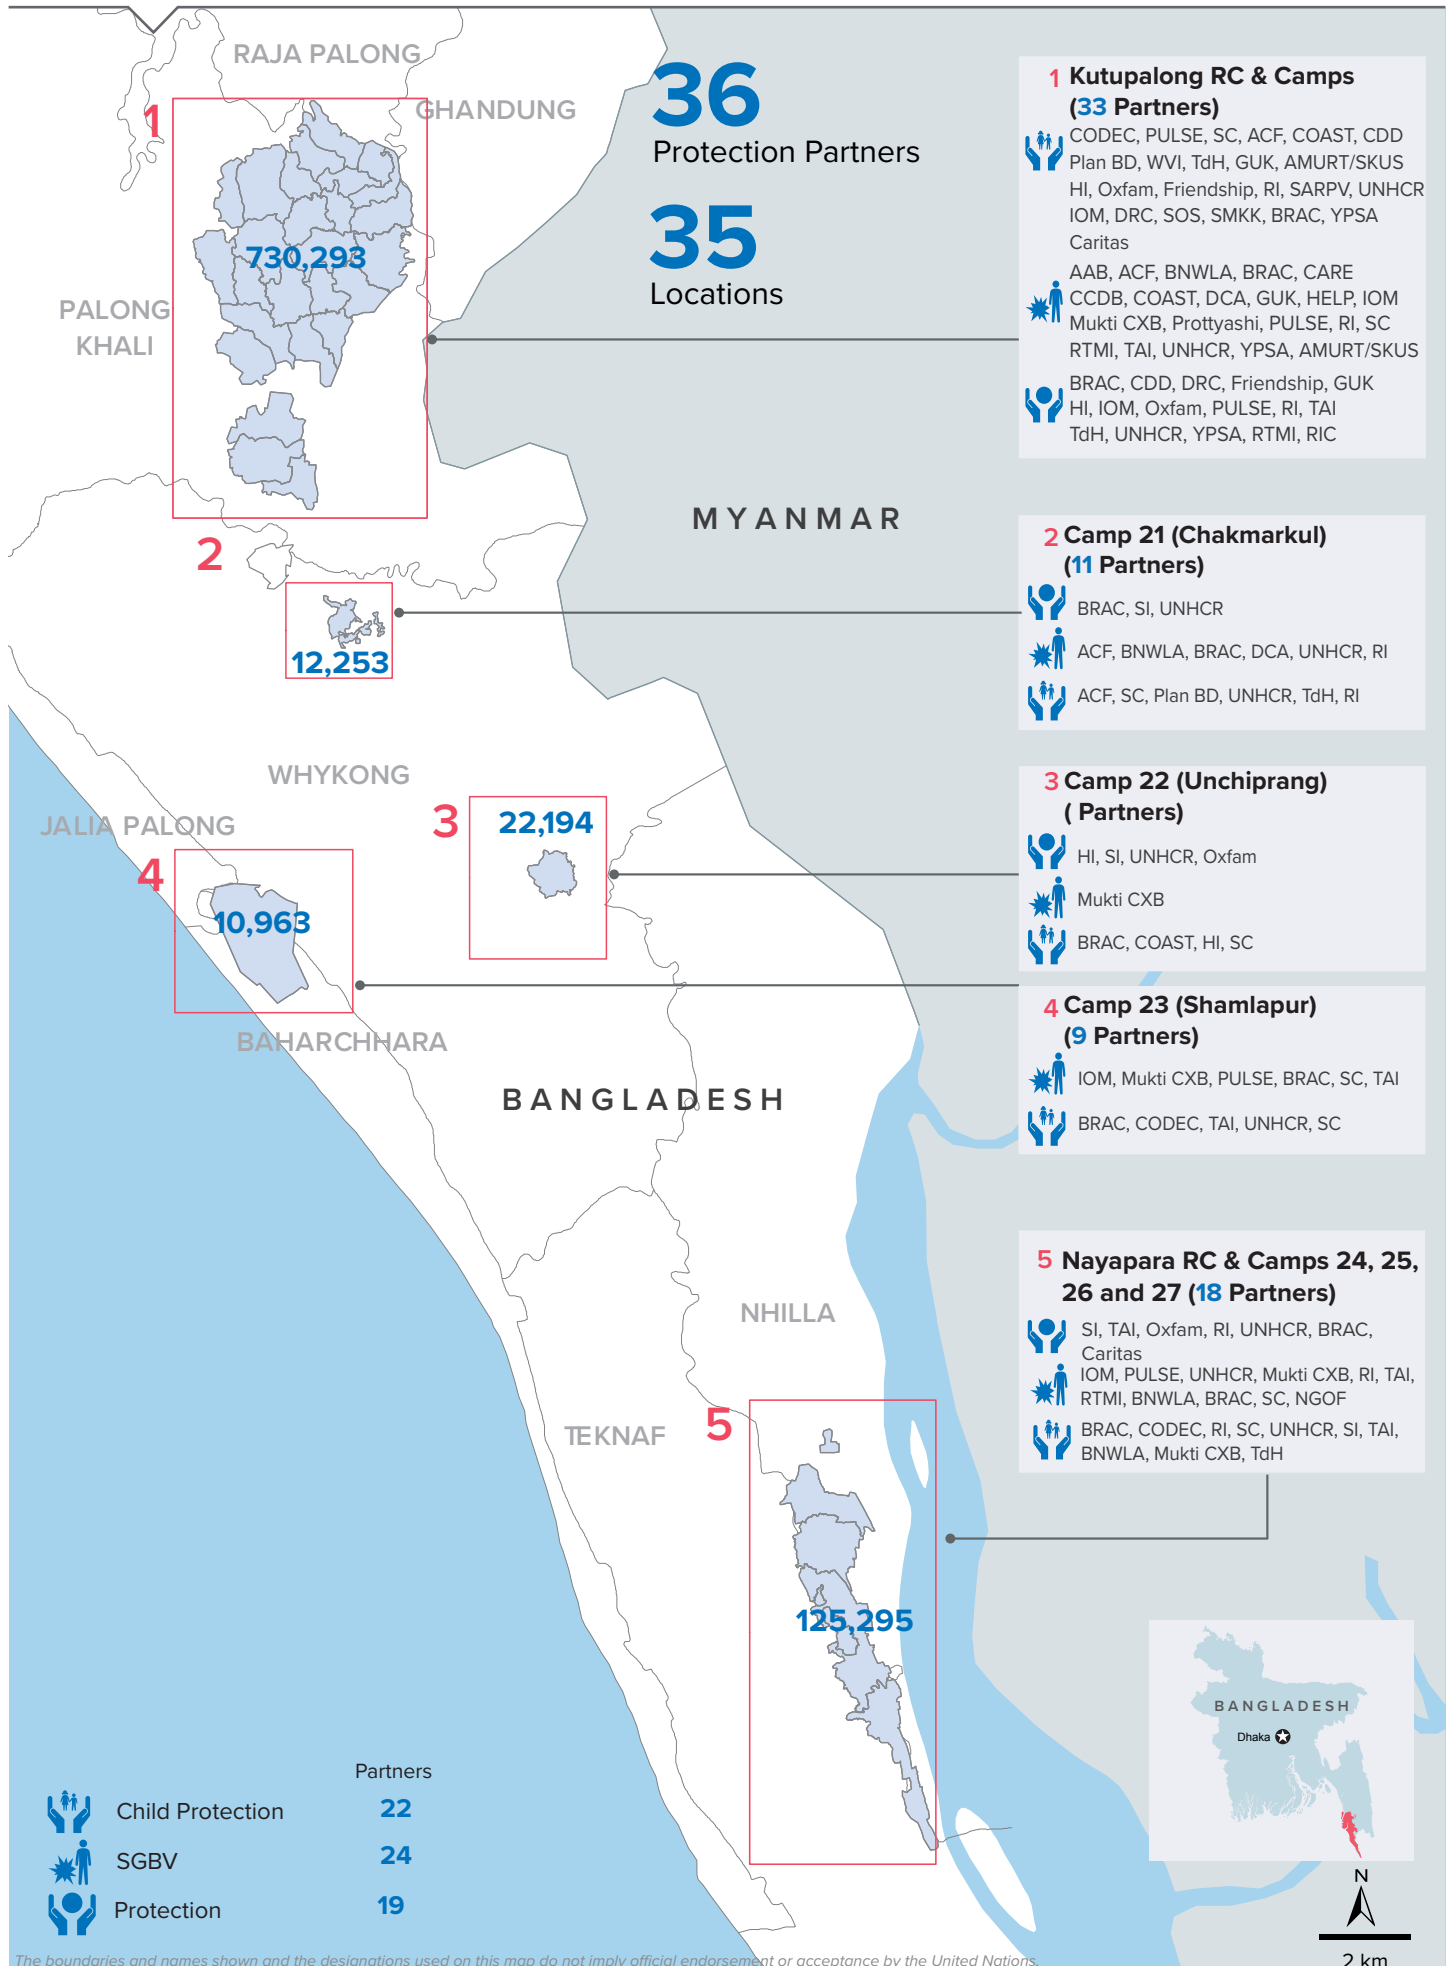 RAJA PALONG
GHANDUNG
1
730,293
PALONG
KHALI
36
Protection Partners
35
Locations
1 Kutupalong RC & Camps
(33 Partners)
CODEC, PULSE, SC, ACF, COAST, CDD
Plan BD, WVI, TdH, GUK, AMURT/SKUS
HI, Oxfam, Friendship, RI, SARPV, UNHCR
IOM, DRC, SOS, SMKK, BRAC, YPSA
Caritas
AAB, ACF, BNWLA, BRAC, CARE
CCDB, COAST, DCA, GUK, HELP, IOM
Mukti CXB, Prottyashi, PULSE, RI, SC
RTMI, TAI, UNHCR, YPSA, AMURT/SKUS
BRAC, CDD, DRC, Friendship, GUK
HI, IOM, Oxfam, PULSE, RI, TAI
TdH, UNHCR, YPSA, RTMI, RIC
MYANMAR
2
12,253
2 Camp 21 (Chakmarkul)
(11 Partners)
BRAC, SI, UNHCR
ACF, BNWLA, BRAC, DCA, UNHCR, RI
ACF, SC, Plan BD, UNHCR, TdH, RI
WHYKONG
JALIA PALONG
3
22,194
3 Camp 22 (Unchiprang)
( Partners)
HI, SI, UNHCR, Oxfam
Mukti CXB
BRAC, COAST, HI, SC
4
10,963
BAHARCHHARA
4 Camp 23 (Shamlapur)
(9 Partners)
IOM, Mukti CXB, PULSE, BRAC, SC, TAI
BRAC, CODEC, TAI, UNHCR, SC
BANGLADESH
NHILLA
TEKNAF
5
125,295
5 Nayapara RC & Camps 24, 25,
26 and 27 (18 Partners)
SI, TAI, Oxfam, RI, UNHCR, BRAC,
Caritas
IOM, PULSE, UNHCR, Mukti CXB, RI, TAI,
RTMI, BNWLA, BRAC, SC, NGOF
BRAC, CODEC, RI, SC, UNHCR, SI, TAI,
BNWLA, Mukti CXB, TdH
BANGLADESH
Dhaka
Partners
Child Protection 22
SGBV 24
Protection 19
N
2 km
The boundaries and names shown and the designations used on this map do not imply official endorsement or acceptance by the United Nations.